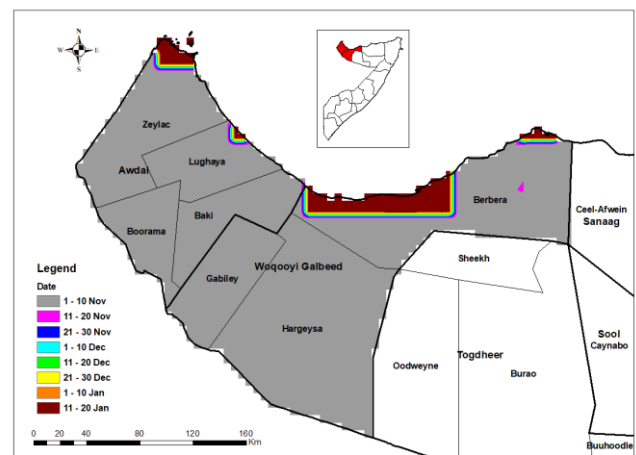 N
W E
S
Zeylac
Awdal
Lughaya
Boorama
Baki
Gabiley
Woqooyi Galbeed
Hargeysa
Berbera
Ceel-Afwein
Sanaag
Sheekh
Oodweyne
Togdheer
Burao
Sool
Caynabo
Buuhoodle
Legend
Date
1 - 10 Nov
11 - 20 Nov
21 - 30 Nov
1 - 10 Dec
11 - 20 Dec
21 - 30 Dec
1 - 10 Jan
11 - 20 Jan
0 20 40 80 120 160
Km